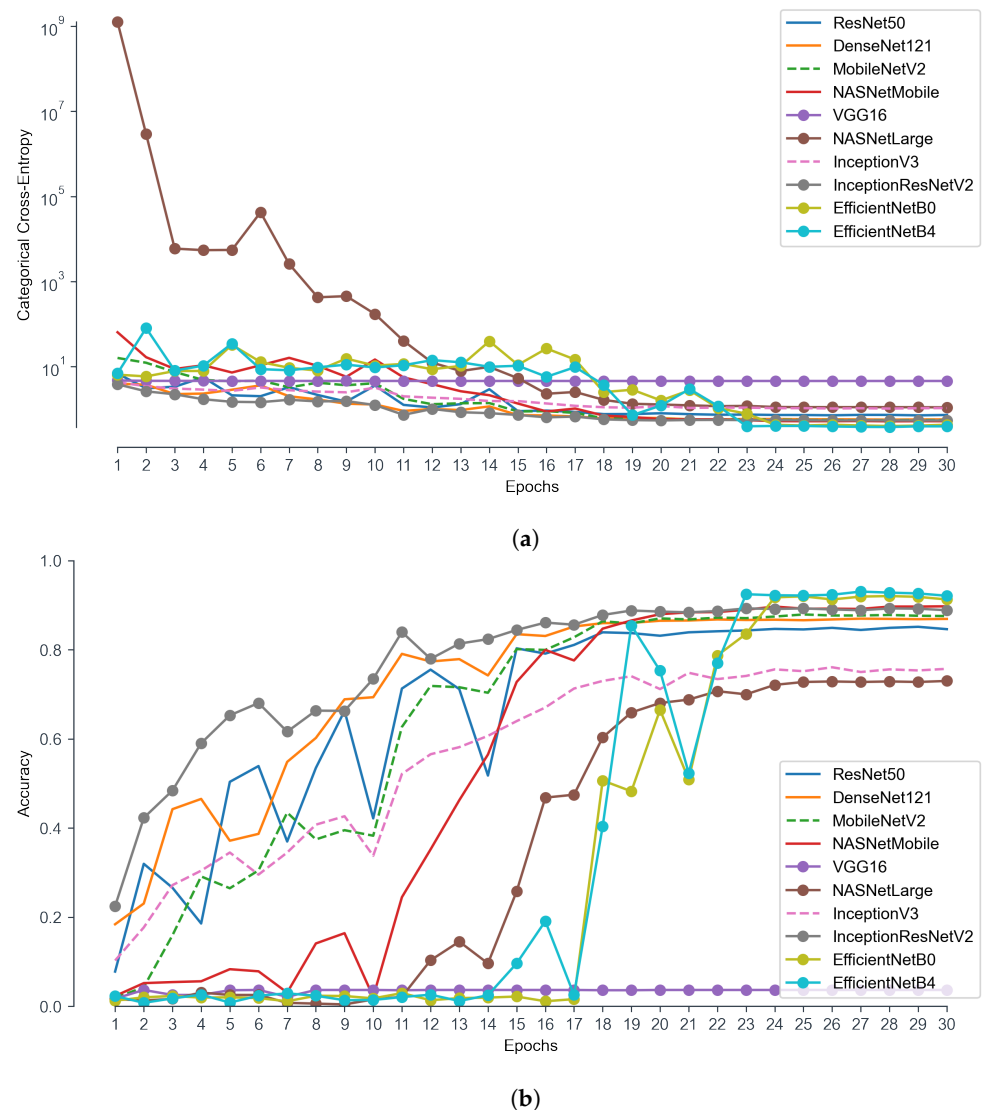 10^9
10^7
10^5
10^3
10^1
Categorical Cross-Entropy
ResNet50
DenseNet121
MobileNetV2
NASNetMobile
VGG16
NASNetLarge
InceptionV3
InceptionResNetV2
EfficientNetB0
EfficientNetB4
1 2 3 4 5 6 7 8 9 10 11 12 13 14 15 16 17 18 19 20 21 22 23 24 25 26 27 28 29 30
Epochs
(a)
1.0
0.8
0.6
0.4
0.2
0.0
Accuracy
ResNet50
DenseNet121
MobileNetV2
NASNetMobile
VGG16
NASNetLarge
InceptionV3
InceptionResNetV2
EfficientNetB0
EfficientNetB4
1 2 3 4 5 6 7 8 9 10 11 12 13 14 15 16 17 18 19 20 21 22 23 24 25 26 27 28 29 30
Epochs
(b)